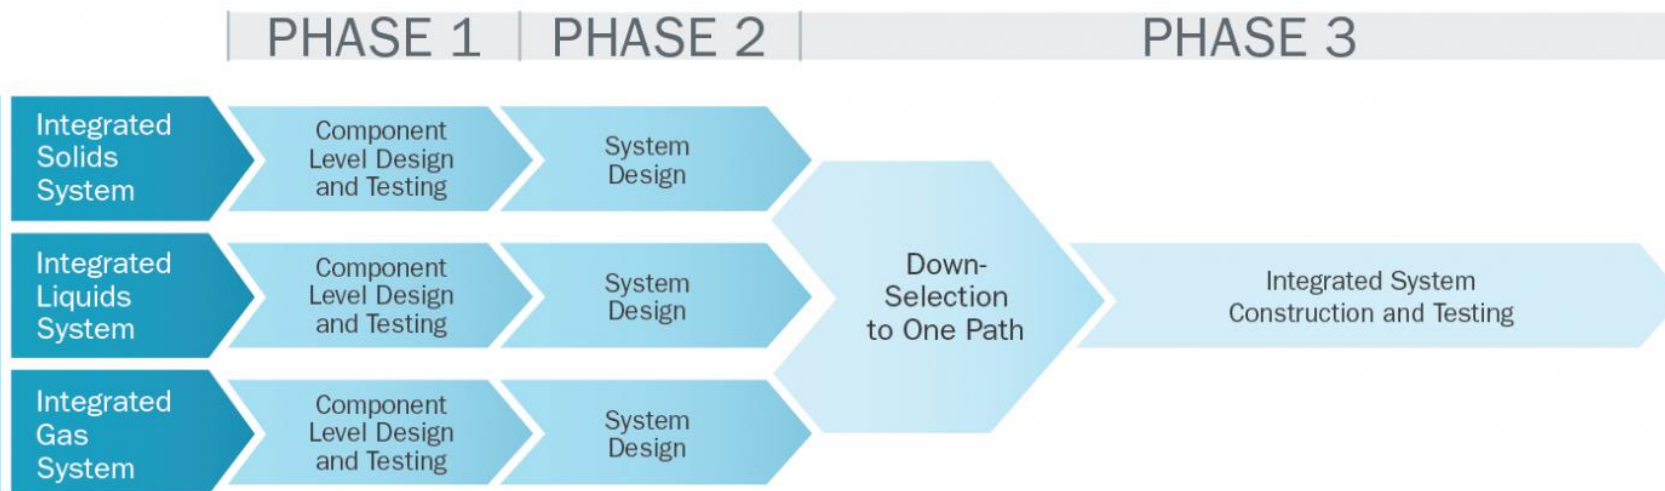 PHASE 1 PHASE 2 PHASE 3
Integrated
Solids
System
Component
Level Design
and Testing
System
Design
Integrated
Liquids
System
Component
Level Design
and Testing
System
Design
Integrated
Gas
System
Component
Level Design
and Testing
System
Design
Down-
Selection
to One Path
Integrated System
Construction and Testing